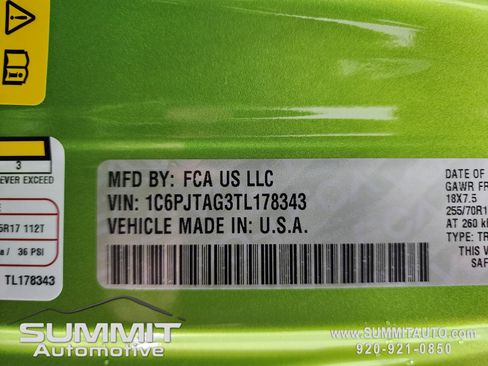 3
EVER EXCEED
5R17 112T
a / 36 PSI
TL178343
MFD BY: FCA US LLC
VIN: 1C6PJTAG3TL178343
VEHICLE MADE IN: U.S.A.
DATE OF
GAWR FR
18X7.5
255/70R1
AT 260 k
TYPE: TR
THIS V
SAF
SUMMIT
Automotive
WWW.SUMMITAUTO.COM
920-921-0850